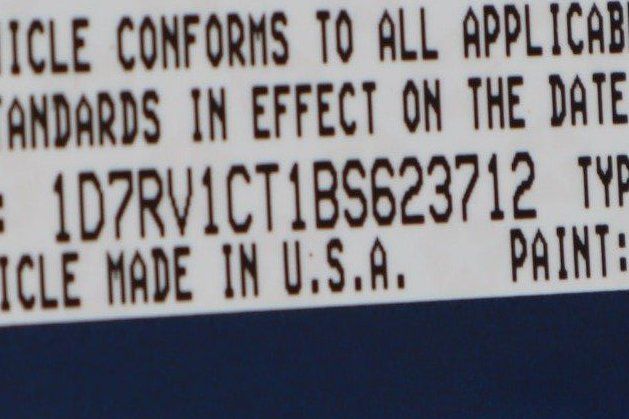 ICLE CONFORMS TO ALL APPLICAB
TANDARDS IN EFFECT ON THE DATE
: 1D7RV1CT1BS623712 TYP
ICLE MADE IN U.S.A. PAINT: